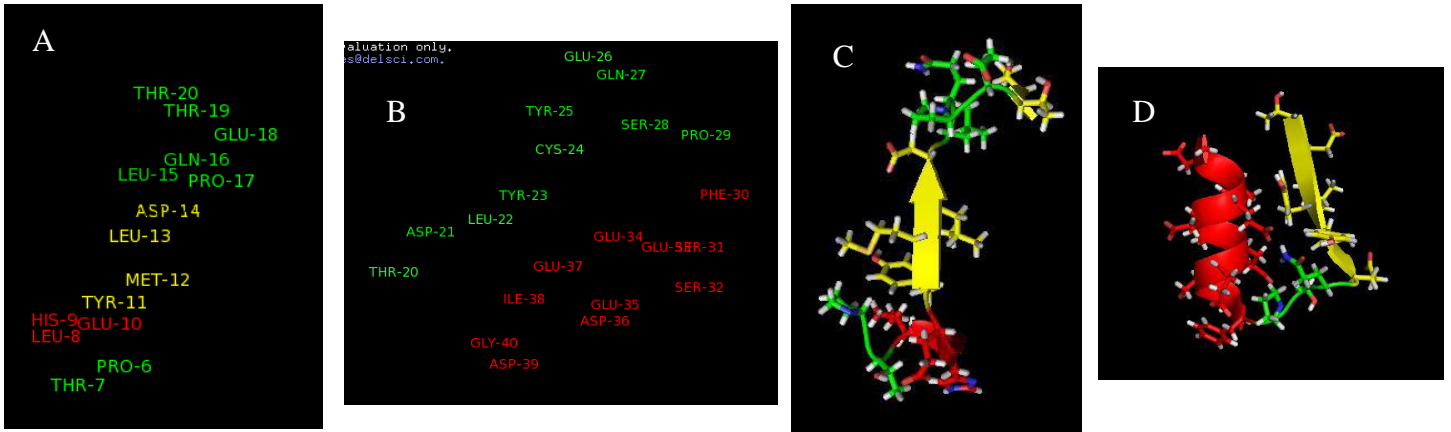 A
THR-20
THR-19
GLU-18
GLN-16
LEU-15
PRO-17
ASP-14
LEU-13
MET-12
TYR-11
HIS-9
GLU-10
LEU-8
PRO-6
THR-7
valuation only.
es@delsci.com.
B
GLU-26
GLN-27
TYR-25
SER-28
PRO-29
CYS-24
TYR-23
PHE-30
LEU-22
ASP-21
GLU-34
SER-31
THR-20
GLU-37
SER-32
ILE-38
GLU-35
ASP-36
GLY-40
ASP-39
C
D